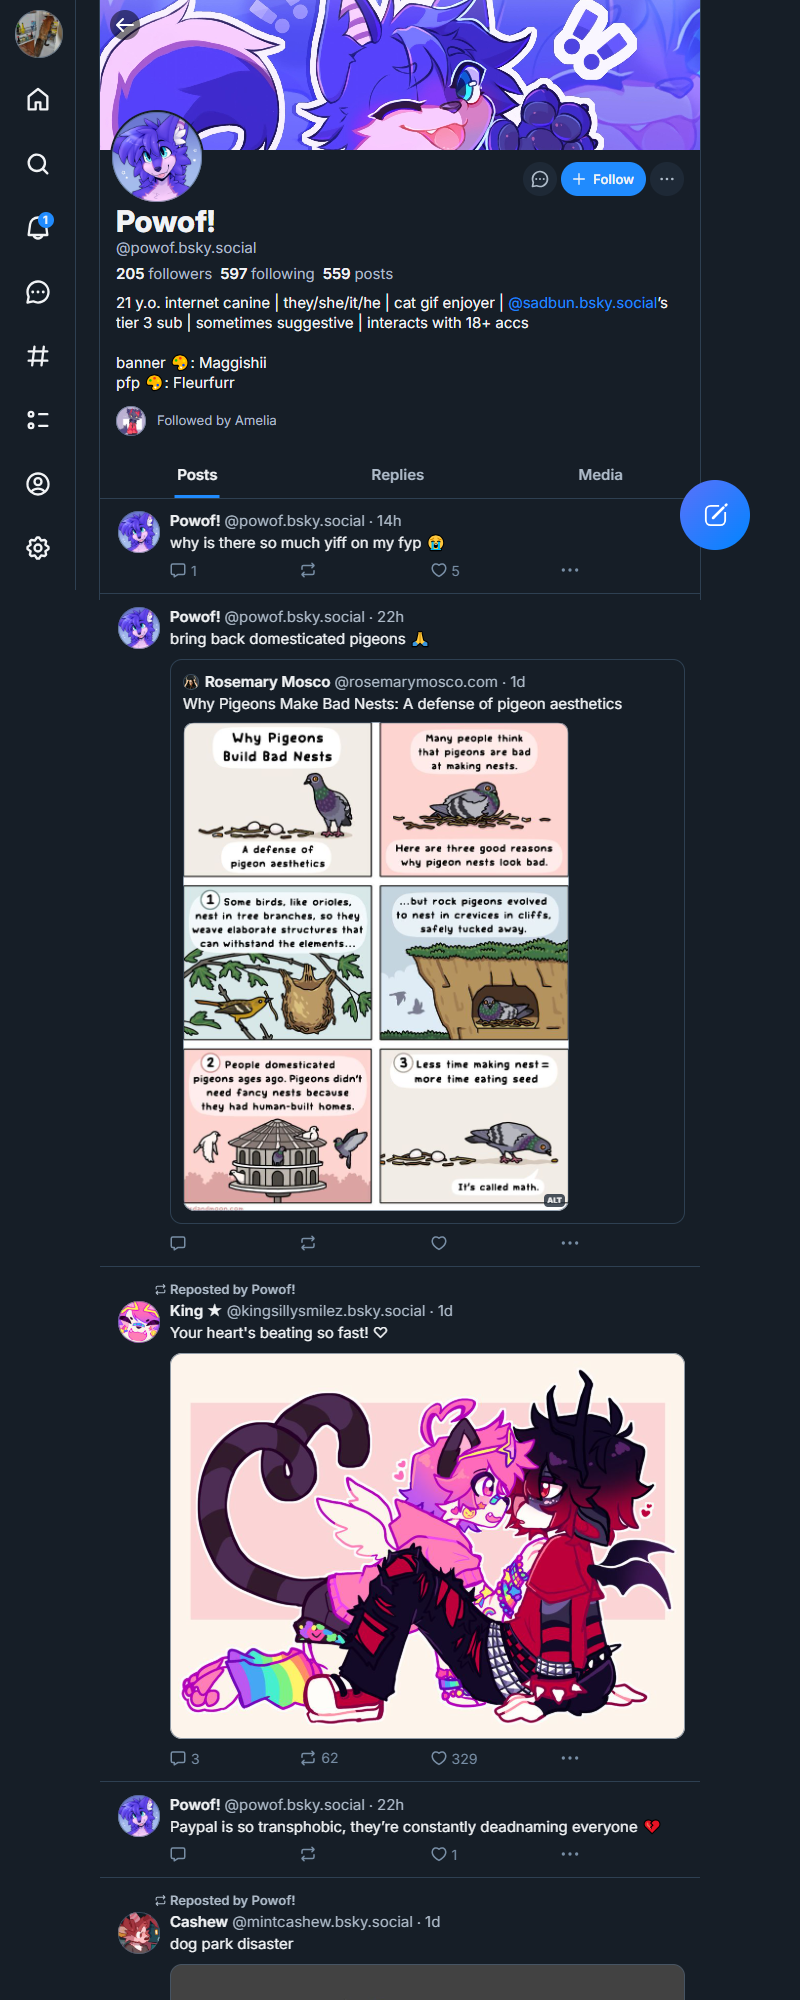 1
Follow
Powof!
@powof.bsky.social
205 followers 597 following 559 posts
21 y.o. internet canine | they/she/it/he | cat gif enjoyer | @sadbun.bsky.social's
tier 3 sub | sometimes suggestive | interacts with 18+ accs
banner 🎨: Maggishii
pfp 🎨: Fleurfurr
Followed by Amelia
Posts Replies Media
Powof! @powof.bsky.social · 14h
why is there so much yiff on my fyp 😭
1 5
Powof! @powof.bsky.social · 22h
bring back domesticated pigeons 🙏
Rosemary Mosco @rosemarymosco.com · 1d
Why Pigeons Make Bad Nests: A defense of pigeon aesthetics
Why Pigeons
Build Bad Nests
A defense of
pigeon aesthetics
Many people think
that pigeons are bad
at making nests.
Here are three good reasons
why pigeon nests look bad.
1 Some birds, like orioles,
nest in tree branches, so they
weave elaborate structures that
can withstand the elements...
...but rock pigeons evolved
to nest in crevices in cliffs,
safely tucked away.
2 People domesticated
pigeons ages ago. Pigeons didn't
need fancy nests because
they had human-built homes.
3 Less time making nest =
more time eating seed
It's called math.
ALT
Reposted by Powof!
King ★ @kingsillysmilez.bsky.social · 1d
Your heart's beating so fast! ♡
3 62 329
Powof! @powof.bsky.social · 22h
Paypal is so transphobic, they're constantly deadnaming everyone 💔
1
Reposted by Powof!
Cashew @mintcashew.bsky.social · 1d
dog park disaster